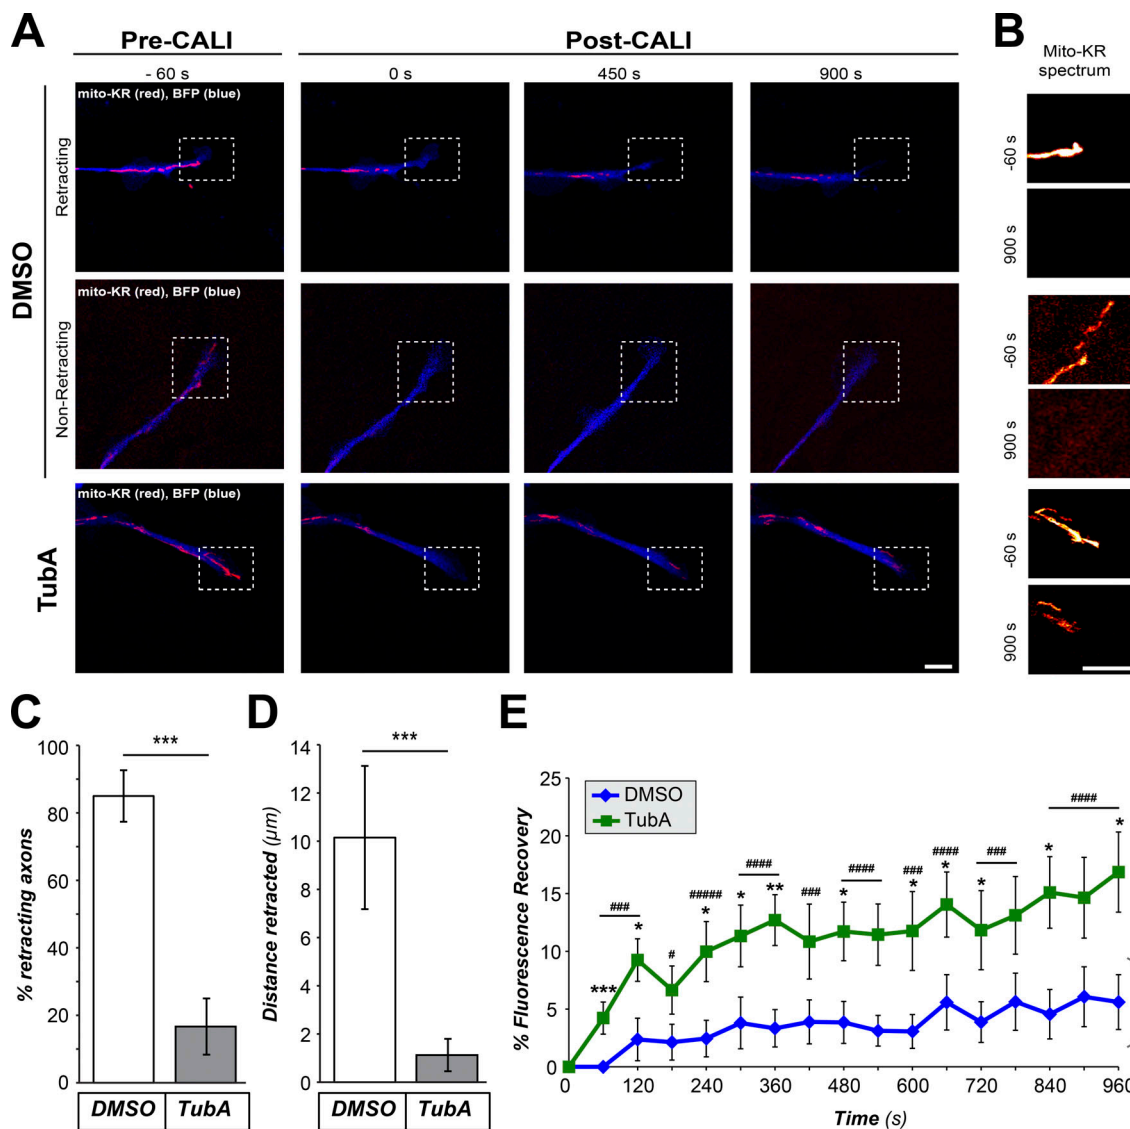 A
B
Pre-CALI
Post-CALI
Mito-KR
spectrum
- 60 s
0 s
450 s
900 s
DMSO
Retracting
mito-KR (red), BFP (blue)
-60 s
900 s
Non-Retracting
mito-KR (red), BFP (blue)
-60 s
900 s
TubA
mito-KR (red), BFP (blue)
-60 s
900 s
C
% retracting axons
100
80
60
40
20
0
***
DMSO
TubA
D
Distance retracted (µm)
14
12
10
8
6
4
2
0
***
DMSO
TubA
E
% Fluorescence Recovery
25
20
15
10
5
0
DMSO
TubA
***
###
*
#
#####
*
####
*
**
###
####
*
###
*
####
*
###
*
####
*
*
0 120 240 360 480 600 720 840 960
Time (s)